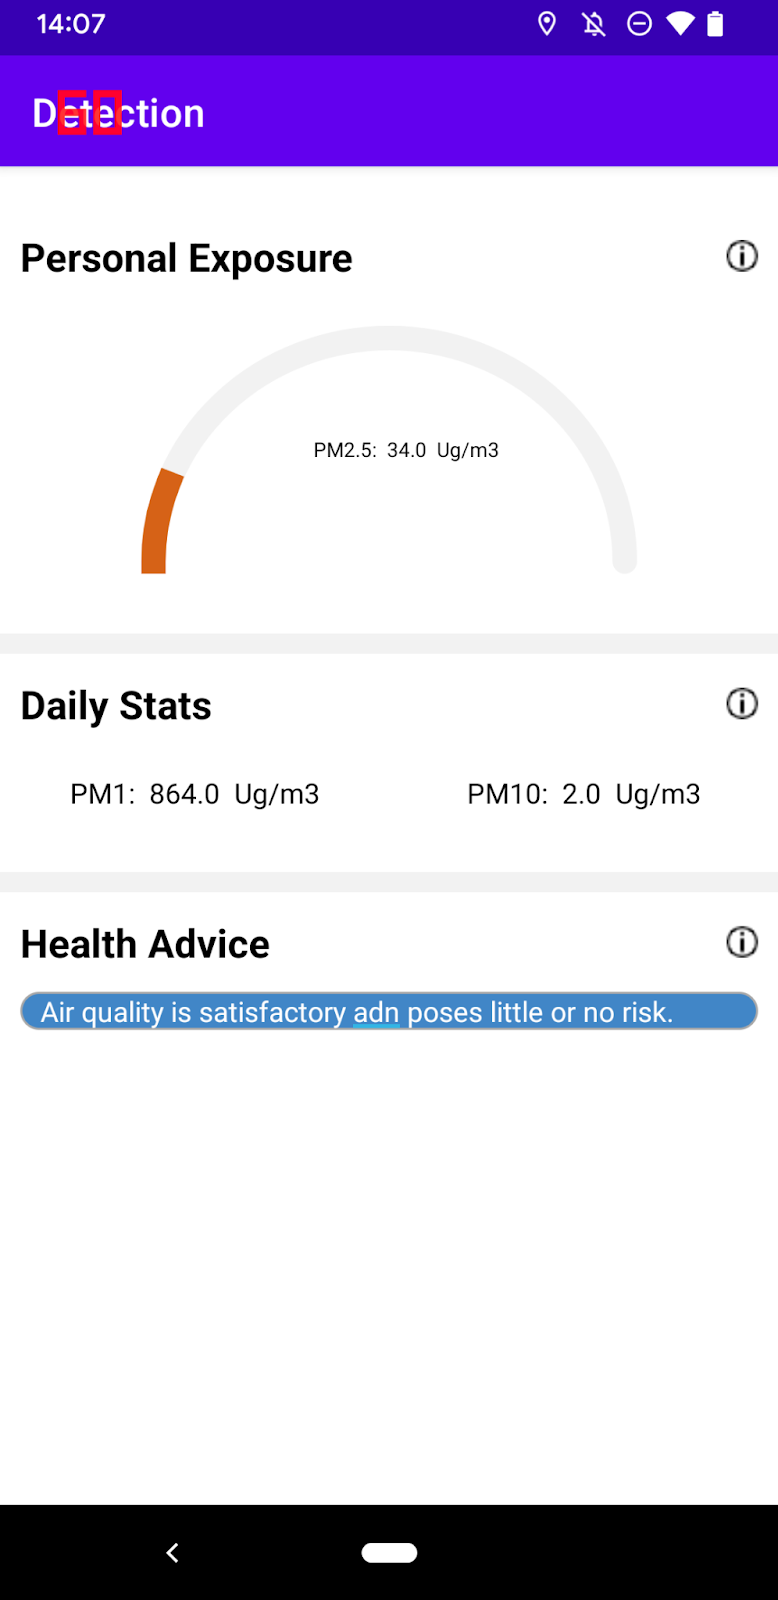 14:07
Detection
Personal Exposure
PM2.5: 34.0 Ug/m3
Daily Stats
PM1: 864.0 Ug/m3 PM10: 2.0 Ug/m3
Health Advice
Air quality is satisfactory adn poses little or no risk.